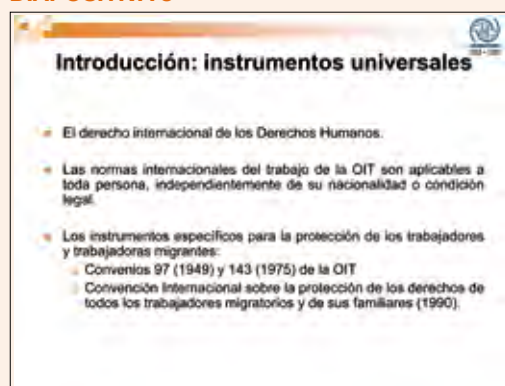 Introducción: instrumentos universales
El derecho internacional de los Derechos Humanos.
Las normas internacionales del trabajo de la OIT son aplicables a
toda persona, independientemente de su nacionalidad o condición
legal.
Los instrumentos específicos para la protección de los trabajadores
y trabajadoras migrantes:
Convenios 97 (1949) y 143 (1975) de la OIT
Convención Internacional sobre la protección de los derechos de
todos los trabajadores migratorios y de sus familiares (1990).